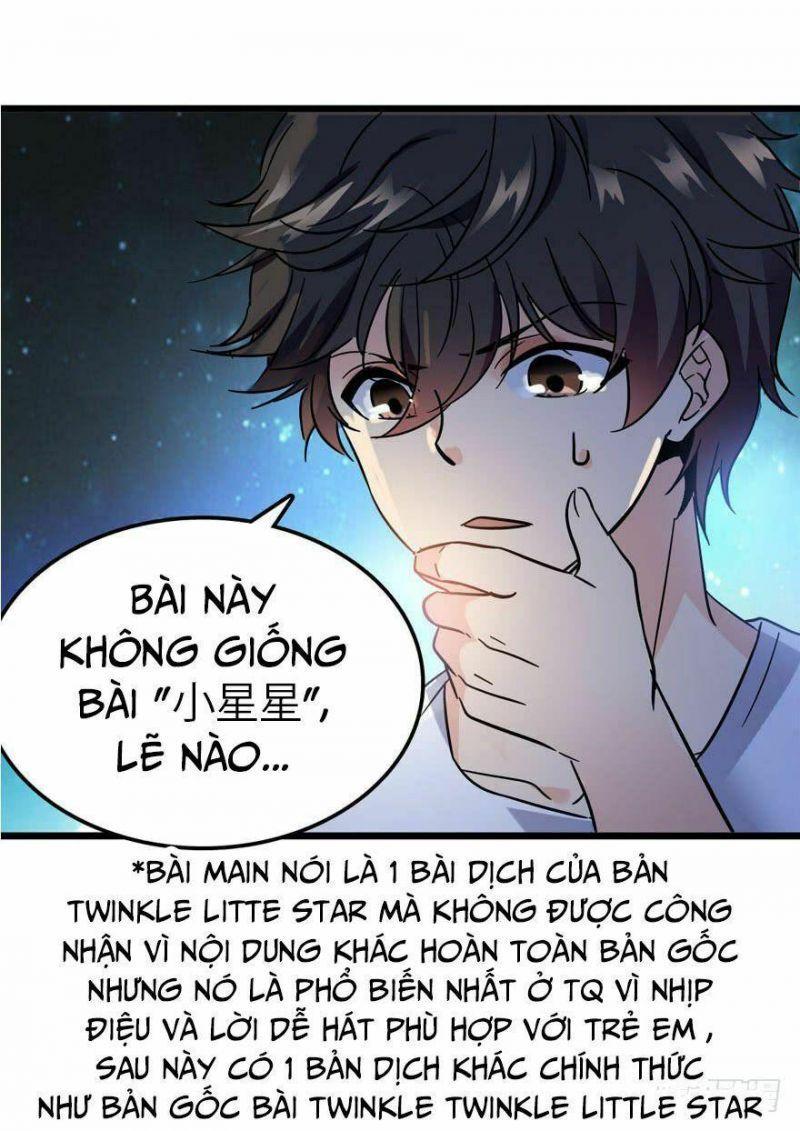 BÀI NÀY
KHÔNG GIỐNG
BÀI "小星星",
LẼ NÀO...
*BÀI MAIN NÓI LÀ 1 BÀI DỊCH CỦA BẢN
TWINKLE LITTE STAR MÀ KHÔNG ĐƯỢC CÔNG
NHẬN VÌ NỘI DUNG KHÁC HOÀN TOÀN BẢN GỐC
NHƯNG NÓ LÀ PHỔ BIẾN NHẤT Ở TQ VÌ NHỊP
ĐIỆU VÀ LỜI DỄ HÁT PHÙ HỢP VỚI TRẺ EM,
SAU NÀY CÓ 1 BẢN DỊCH KHÁC CHÍNH THỨC
NHƯ BẢN GỐC BÀI TWINKLE TWINKLE LITTLE STAR